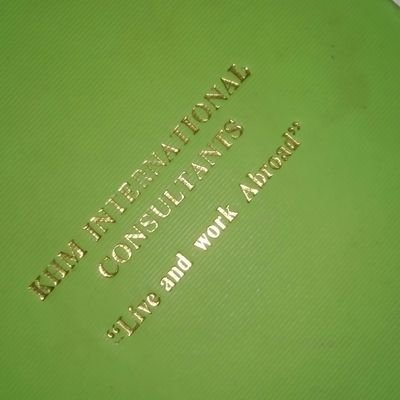 KHM INTERNATIONAL
CONSULTANTS
"Live and work Abroad"